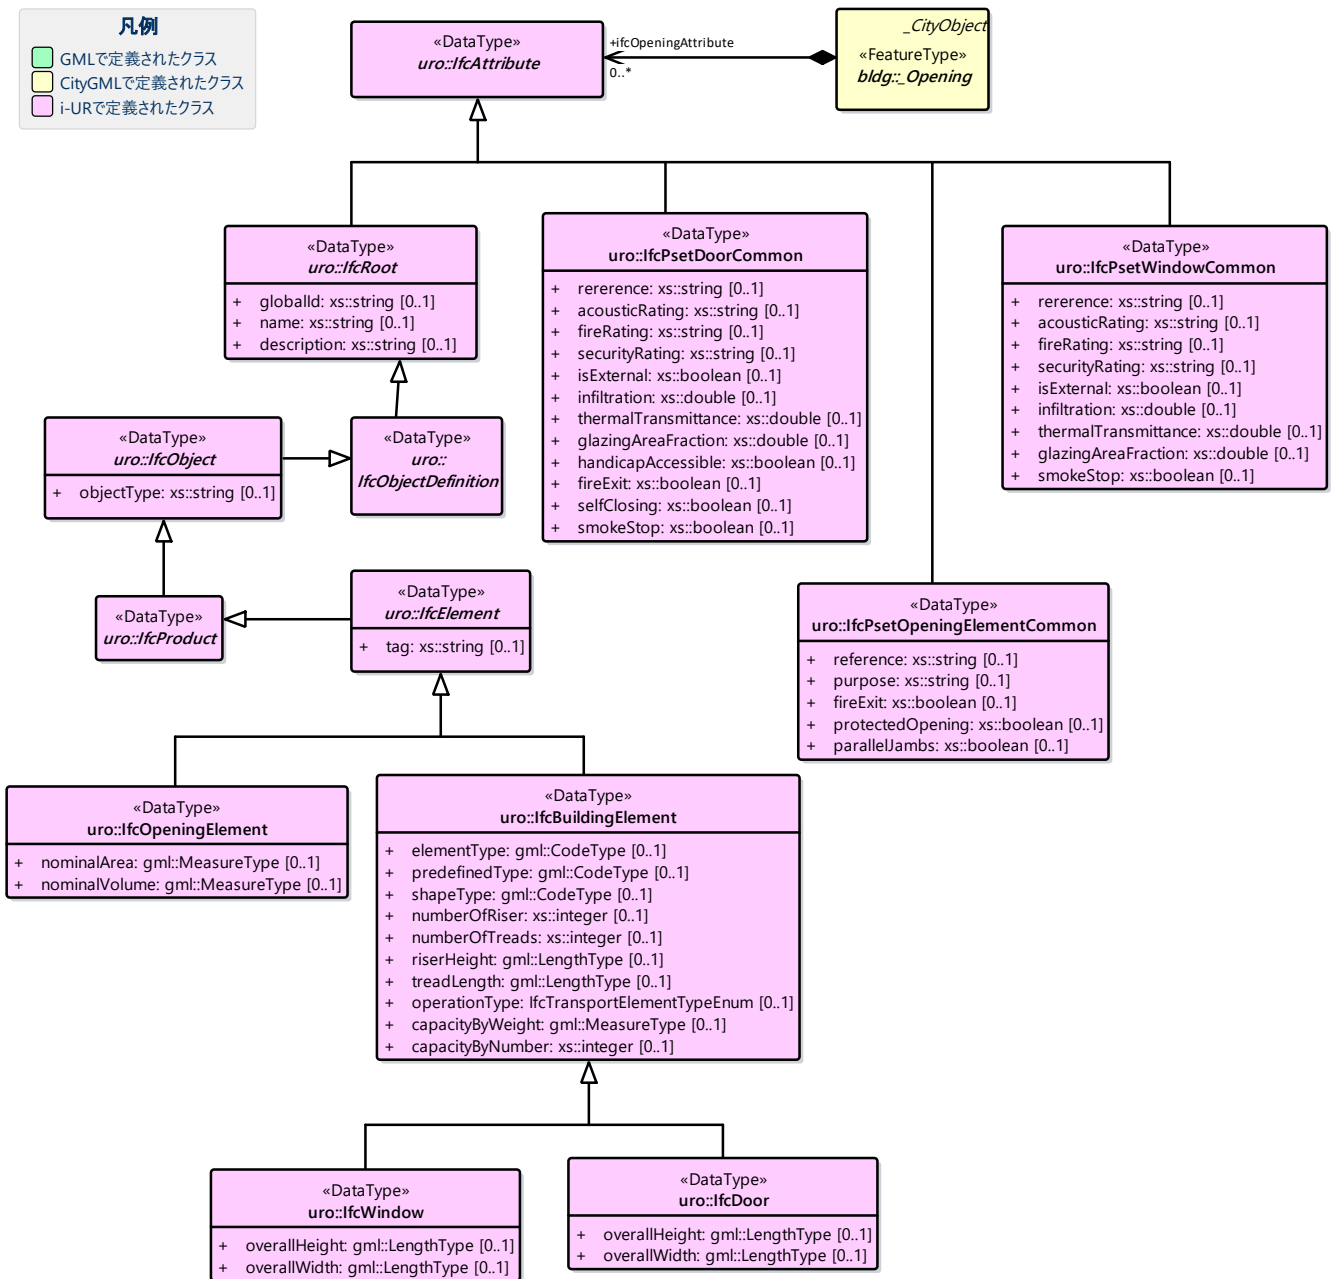 凡例
GMLで定義されたクラス
CityGMLで定義されたクラス
i-URで定義されたクラス
«DataType»
uro::IfcAttribute
+ifcOpeningAttribute
0..*
_CityObject
«FeatureType»
bldg::_Opening
«DataType»
uro::IfcRoot
+ globalId: xs::string [0..1]
+ name: xs::string [0..1]
+ description: xs::string [0..1]
«DataType»
uro::IfcPsetDoorCommon
+ rererence: xs::string [0..1]
+ acousticRating: xs::string [0..1]
+ fireRating: xs::string [0..1]
+ securityRating: xs::string [0..1]
+ isExternal: xs::boolean [0..1]
+ infiltration: xs::double [0..1]
+ thermalTransmittance: xs::double [0..1]
+ glazingAreaFraction: xs::double [0..1]
+ handicapAccessible: xs::boolean [0..1]
+ fireExit: xs::boolean [0..1]
+ selfClosing: xs::boolean [0..1]
+ smokeStop: xs::boolean [0..1]
«DataType»
uro::IfcPsetWindowCommon
+ rererence: xs::string [0..1]
+ acousticRating: xs::string [0..1]
+ fireRating: xs::string [0..1]
+ securityRating: xs::string [0..1]
+ isExternal: xs::boolean [0..1]
+ infiltration: xs::double [0..1]
+ thermalTransmittance: xs::double [0..1]
+ glazingAreaFraction: xs::double [0..1]
+ smokeStop: xs::boolean [0..1]
«DataType»
uro::IfcObject
+ objectType: xs::string [0..1]
«DataType»
uro::
IfcObjectDefinition
«DataType»
uro::IfcProduct
«DataType»
uro::IfcElement
+ tag: xs::string [0..1]
«DataType»
uro::IfcPsetOpeningElementCommon
+ reference: xs::string [0..1]
+ purpose: xs::string [0..1]
+ fireExit: xs::boolean [0..1]
+ protectedOpening: xs::boolean [0..1]
+ parallelJambs: xs::boolean [0..1]
«DataType»
uro::IfcOpeningElement
+ nominalArea: gml::MeasureType [0..1]
+ nominalVolume: gml::MeasureType [0..1]
«DataType»
uro::IfcBuildingElement
+ elementType: gml::CodeType [0..1]
+ predefinedType: gml::CodeType [0..1]
+ shapeType: gml::CodeType [0..1]
+ numberOfRiser: xs::integer [0..1]
+ numberOfTreads: xs::integer [0..1]
+ riserHeight: gml::LengthType [0..1]
+ treadLength: gml::LengthType [0..1]
+ operationType: IfcTransportElementTypeEnum [0..1]
+ capacityByWeight: gml::MeasureType [0..1]
+ capacityByNumber: xs::integer [0..1]
«DataType»
uro::IfcWindow
+ overallHeight: gml::LengthType [0..1]
+ overallWidth: gml::LengthType [0..1]
«DataType»
uro::IfcDoor
+ overallHeight: gml::LengthType [0..1]
+ overallWidth: gml::LengthType [0..1]